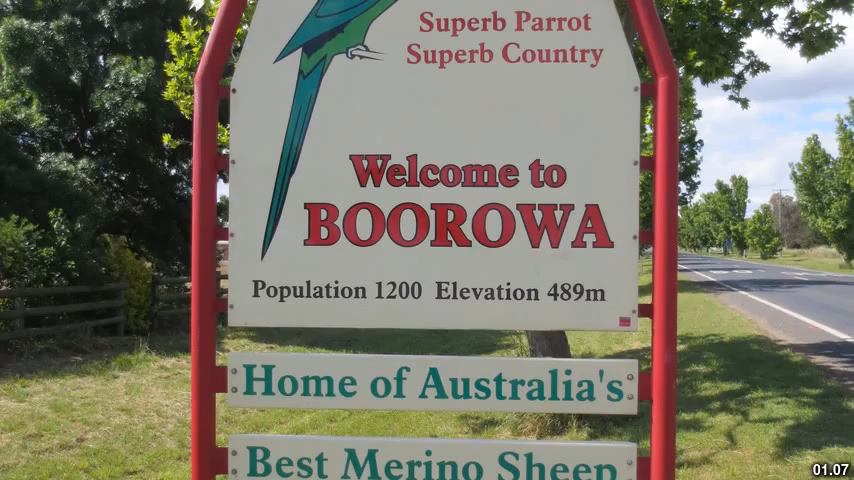 Superb Parrot
Superb Country
Welcome to
BOOROWA
Population 1200  Elevation 489m
Home of Australia's
Best Merino Sheep
01.07